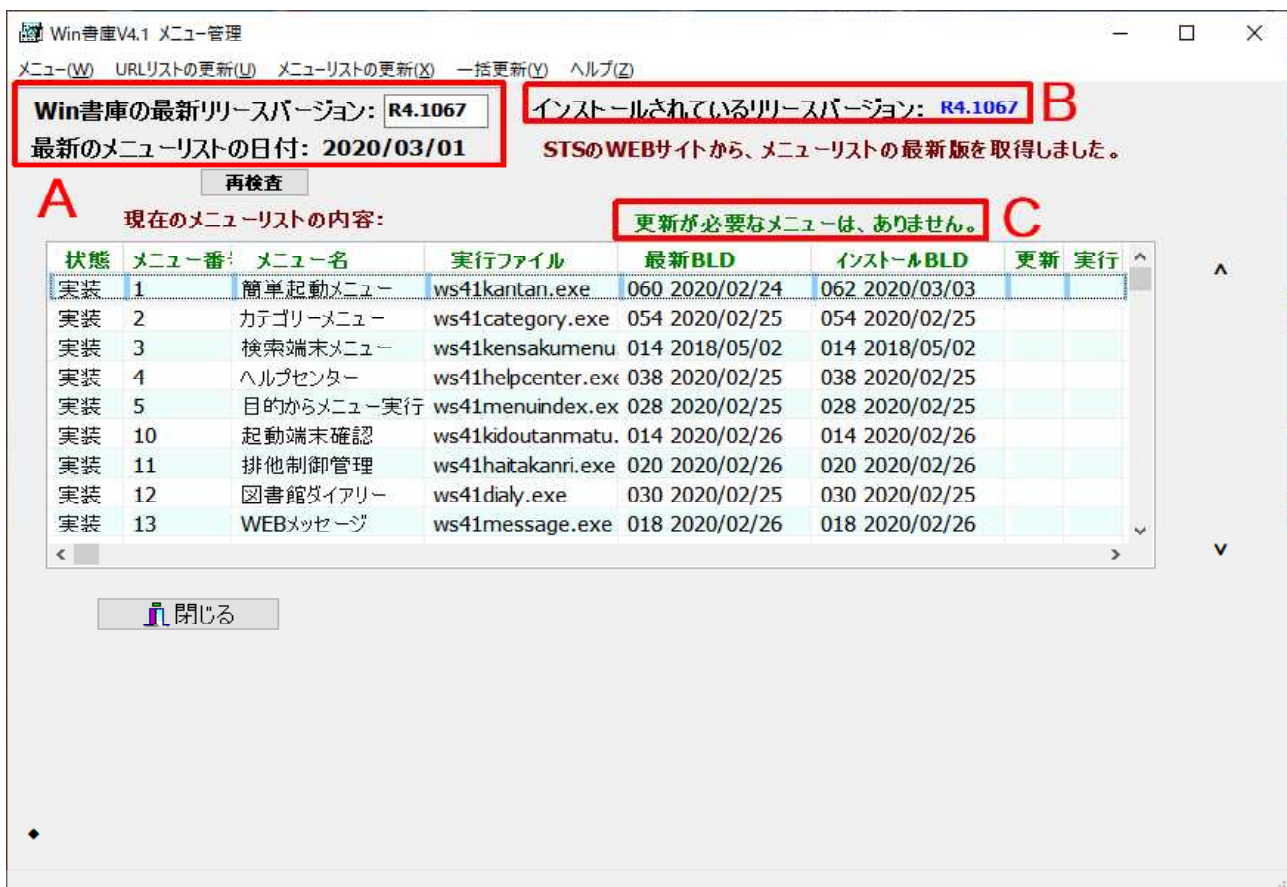 Win書庫V4.1 メニュー管理
メニュー(W) URLリストの更新(U) メニューリストの更新(X) 一括更新(Y) ヘルプ(Z)
Win書庫の最新リリースバージョン: R4.1067 インストールされているリリースバージョン: R4.1067 B
最新のメニューリストの日付: 2020/03/01 STSのWEBサイトから、メニューリストの最新版を取得しました。
再検査
A 現在のメニューリストの内容: 更新が必要なメニューは、ありません。 C
状態 メニュー番 メニュー名 実行ファイル 最新BLD インストールBLD 更新 実行
実装 1 簡単起動メニュー ws41kantan.exe 060 2020/02/24 062 2020/03/03
実装 2 カテゴリーメニュー ws41category.exe 054 2020/02/25 054 2020/02/25
実装 3 検索端末メニュー ws41kensakumenu 014 2018/05/02 014 2018/05/02
実装 4 ヘルプセンター ws41helpcenter.exe 038 2020/02/25 038 2020/02/25
実装 5 目的からメニュー実行 ws41menuindex.ex 028 2020/02/25 028 2020/02/25
実装 10 起動端末確認 ws41kidoutanmatu. 014 2020/02/26 014 2020/02/26
実装 11 排他制御管理 ws41haitakanri.exe 020 2020/02/26 020 2020/02/26
実装 12 図書館ダイアリー ws41dialy.exe 030 2020/02/25 030 2020/02/25
実装 13 WEBメッセージ ws41message.exe 018 2020/02/26 018 2020/02/26
閉じる